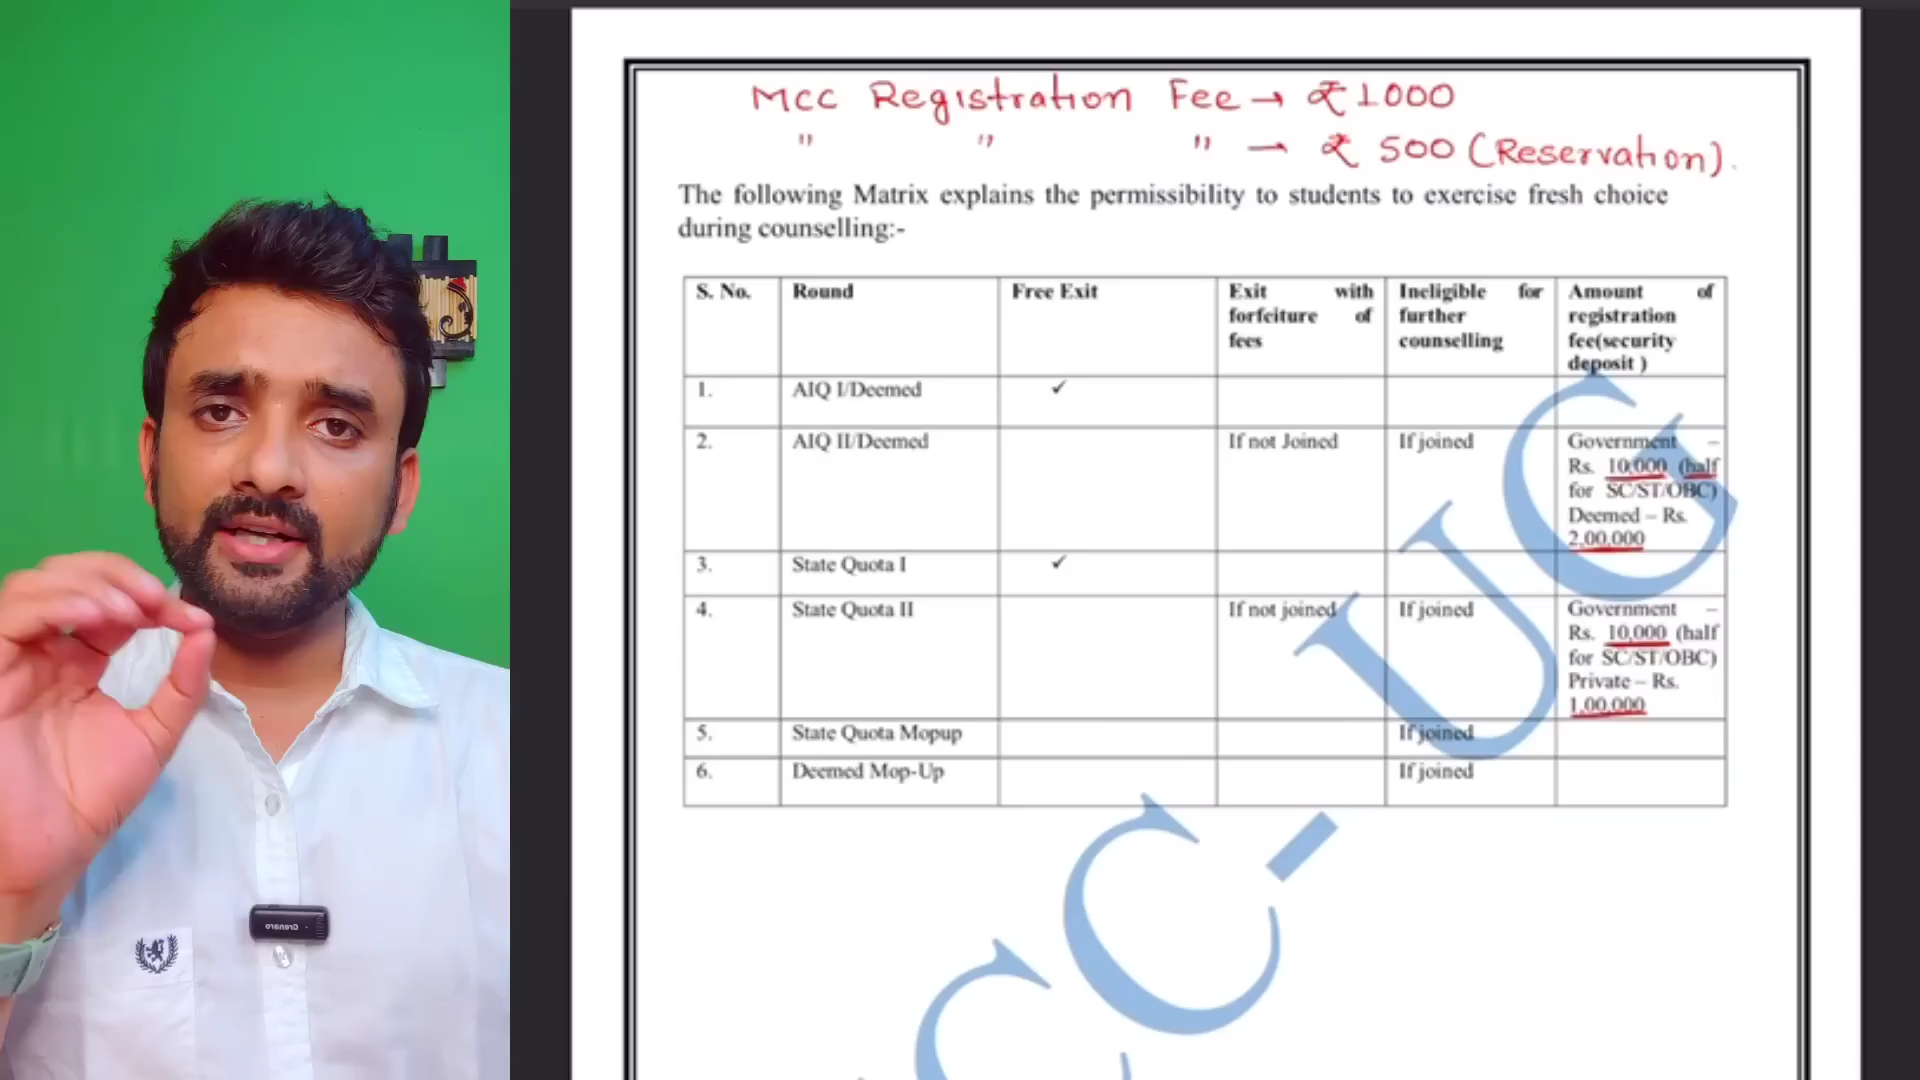 MCC Registration Fee → ₹ 1000
" " " → ₹ 500 (Reservation).
The following Matrix explains the permissibility to students to exercise fresh choice
during counselling:-
S. No. Round Free Exit Exit with forfeiture of fees Ineligible for further counselling Amount of registration fee(security deposit )
1. AIQ I/Deemed ✓
2. AIQ II/Deemed If not Joined If joined Government – Rs. 10,000 (half for SC/ST/OBC) Deemed – Rs. 2,00,000
3. State Quota I ✓
4. State Quota II If not joined If joined Government – Rs. 10,000 (half for SC/ST/OBC) Private – Rs. 1,00,000
5. State Quota Mopup If joined
6. Deemed Mop-Up If joined
CC-UG
Grenaro